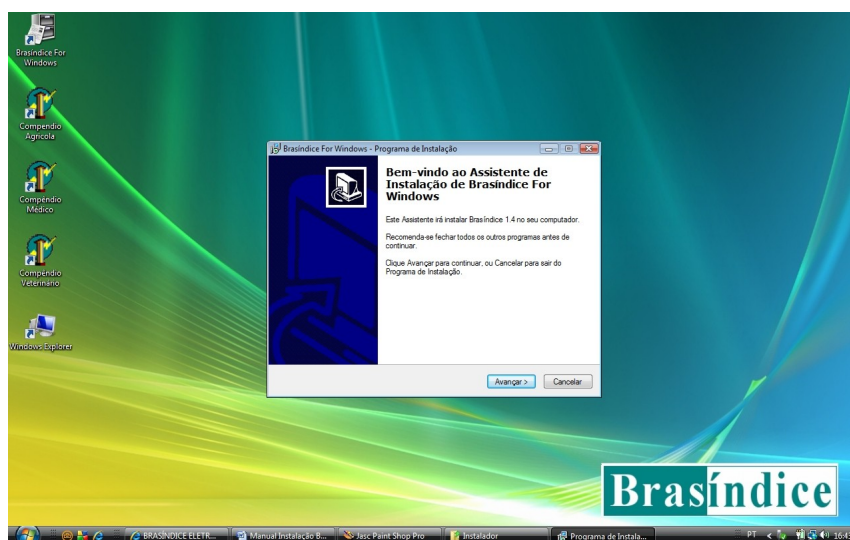 Brasíndice For
Windows
Compendio
Agricola
Compêndio
Médico
Compêndio
Veterinário
Windows Explorer
Brasíndice For Windows - Programa de Instalação
Bem-vindo ao Assistente de
Instalação de Brasíndice For
Windows
Este Assistente irá instalar Brasíndice 1.4 no seu computador.
Recomenda-se fechar todos os outros programas antes de
continuar.
Clique Avançar para continuar, ou Cancelar para sair do
Programa de Instalação.
Avançar >
Cancelar
Brasíndice
BRASÍNDICE ELETR...
Manual Instalação B...
Jasc Paint Shop Pro
Instalador
Programa de Instala...
PT